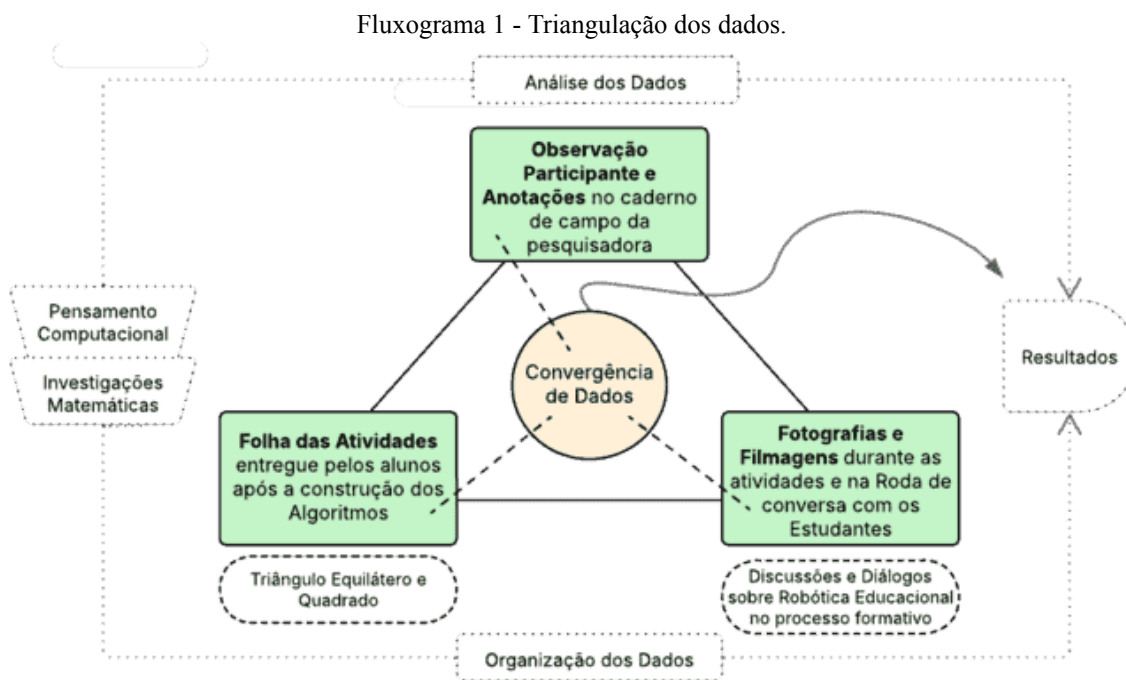 Fluxograma 1 - Triangulação dos dados.
Análise dos Dados
Observação
Participante e
Anotações no caderno
de campo da
pesquisadora
Pensamento
Computacional
Investigações
Matemáticas
Convergência
de Dados
Resultados
Folha das Atividades
entregue pelos alunos
após a construção dos
Algoritmos
Fotografias e
Filmagens durante as
atividades e na Roda de
conversa com os
Estudantes
Triângulo Equilátero e
Quadrado
Discussões e Diálogos
sobre Robótica Educacional
no processo formativo
Organização dos Dados